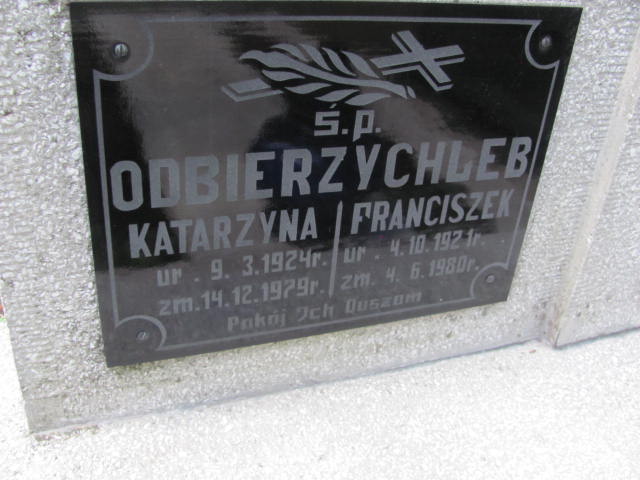 Ś.p.
ODBIERZYCHLEB
KATARZYNA FRANCISZEK
ur. 9. 3.1924r. ur. 4.10.1921r.
zm.14.12.1979r. zm. 4. 6.1980r.
Pokój Ich Duszom